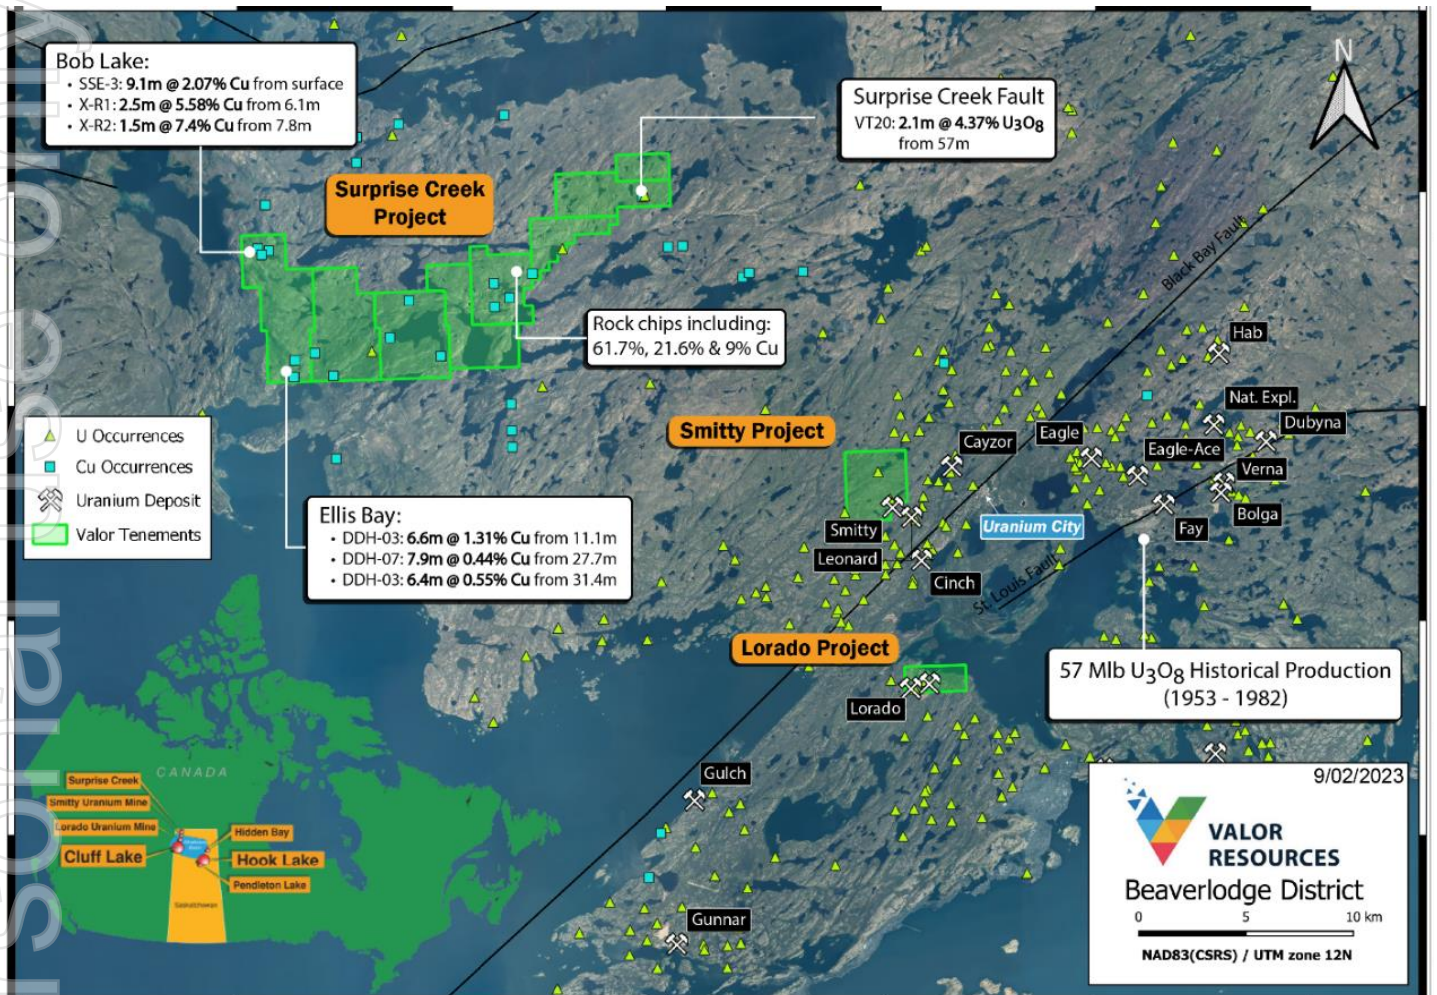 Bob Lake:
• SSE-3: 9.1m @ 2.07% Cu from surface
• X-R1: 2.5m @ 5.58% Cu from 6.1m
• X-R2: 1.5m @ 7.4% Cu from 7.8m
Surprise Creek Fault
VT20: 2.1m @ 4.37% U₃O₈
from 57m
N
Surprise Creek
Project
Black Bay Fault
Rock chips including:
61.7%, 21.6% & 9% Cu
Hab
Nat. Expl.
Dubyna
Smitty Project
Cayzor
Eagle
Eagle-Ace
Verna
Bolga
Fay
U Occurrences
Cu Occurrences
Uranium Deposit
Valor Tenements
Ellis Bay:
• DDH-03: 6.6m @ 1.31% Cu from 11.1m
• DDH-07: 7.9m @ 0.44% Cu from 27.7m
• DDH-03: 6.4m @ 0.55% Cu from 31.4m
Smitty
Leonard
Cinch
Uranium City
St. Louis Fault
Lorado Project
Lorado
57 Mlb U₃O₈ Historical Production
(1953 - 1982)
Gulch
Gunnar
CANADA
Surprise Creek
Smitty Uranium Mine
Lorado Uranium Mine
Cluff Lake
Hidden Bay
Hook Lake
Pendleton Lake
Saskatchewan
9/02/2023
VALOR
RESOURCES
Beaverlodge District
0 5 10 km
NAD83(CSRS) / UTM zone 12N
sonal use only